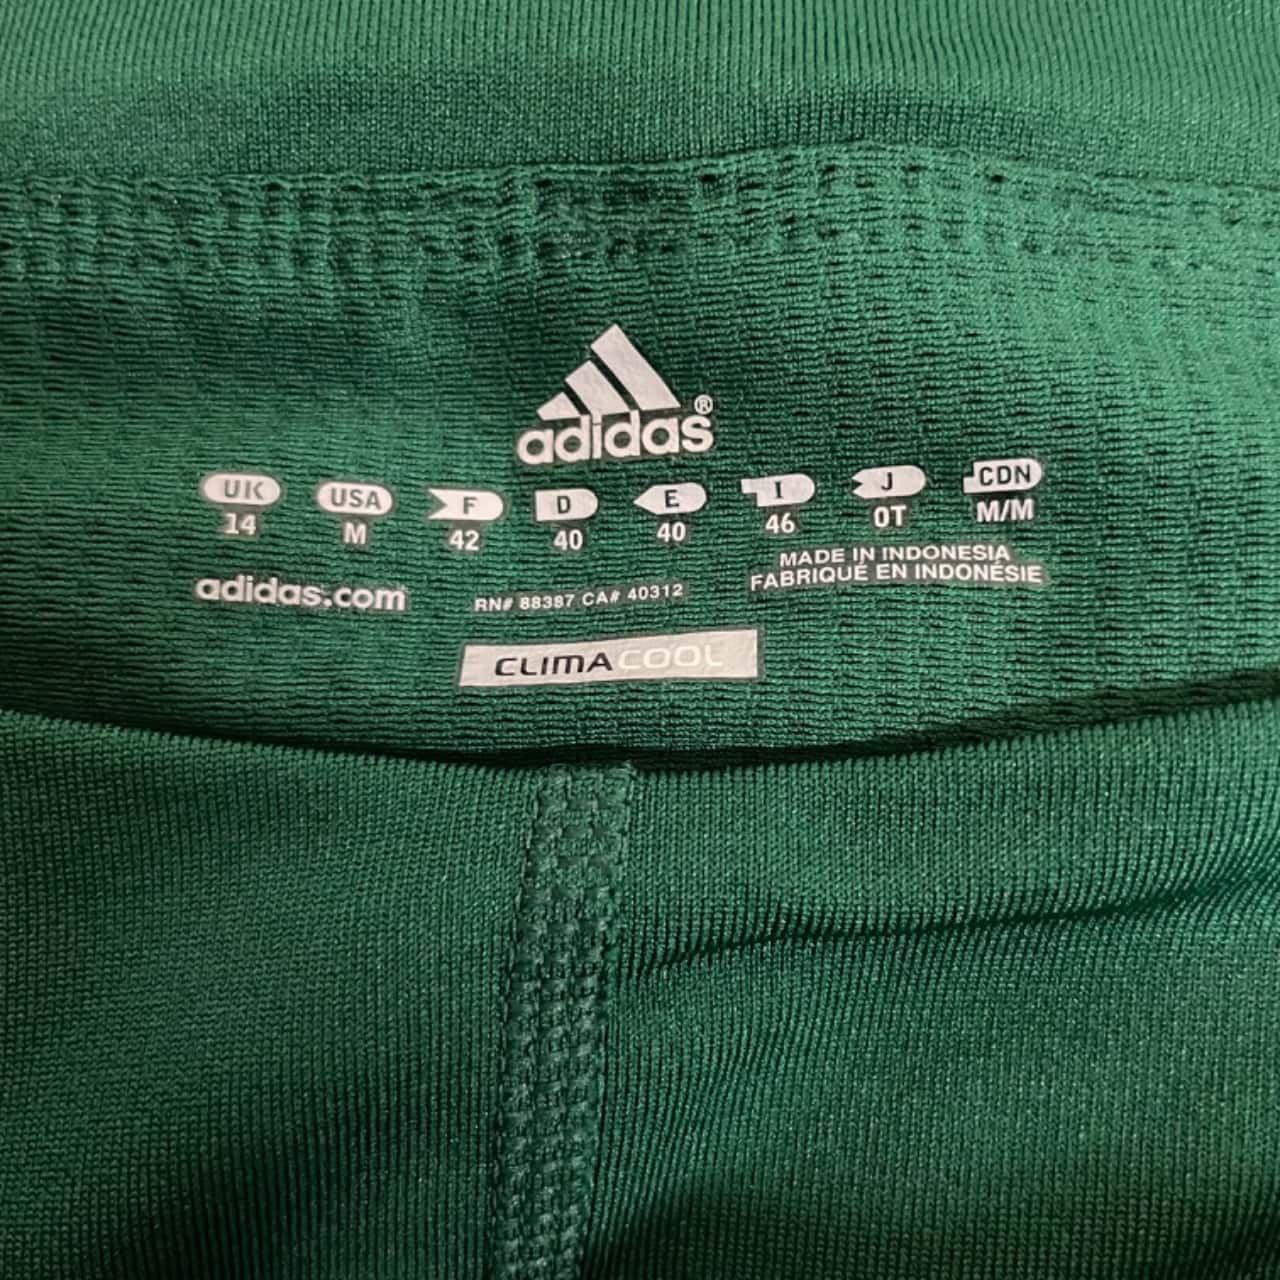 adidas®
UK USA F D E I J CDN
14 M 42 40 40 46 OT M/M
adidas.com RN# 88387 CA# 40312 MADE IN INDONESIA
FABRIQUÉ EN INDONÉSIE
CLIMACOOL